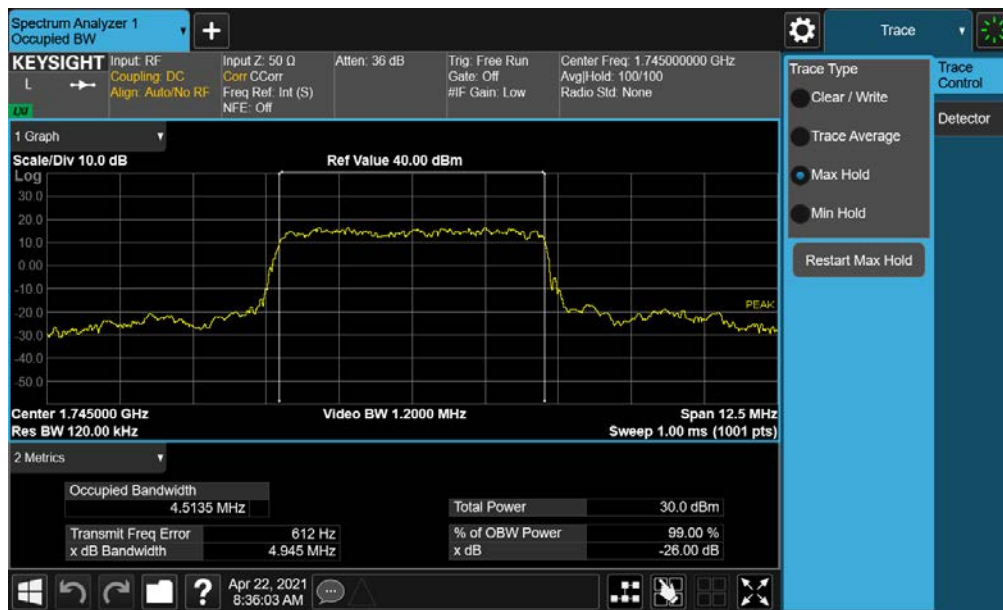 Spectrum Analyzer 1
Occupied BW
+
Trace
KEYSIGHT
L
LXI
Input: RF
Coupling: DC
Align: Auto/No RF
Input Z: 50 Ω
Corr CCorr
Freq Ref: Int (S)
NFE: Off
Atten: 36 dB
Trig: Free Run
Gate: Off
#IF Gain: Low
Center Freq: 1.745000000 GHz
Avg|Hold: 100/100
Radio Std: None
Trace Type
Clear / Write
Trace Average
Max Hold
Min Hold
Restart Max Hold
Trace
Control
Detector
1 Graph
Scale/Div 10.0 dB
Ref Value 40.00 dBm
Log
30.0
20.0
10.0
0.00
-10.0
-20.0
-30.0
-40.0
-50.0
PEAK
Center 1.745000 GHz
Video BW 1.2000 MHz
Span 12.5 MHz
Res BW 120.00 kHz
Sweep 1.00 ms (1001 pts)
2 Metrics
Occupied Bandwidth
4.5135 MHz
Total Power 30.0 dBm
Transmit Freq Error 612 Hz
% of OBW Power 99.00 %
x dB Bandwidth 4.945 MHz
x dB -26.00 dB
?
Apr 22, 2021
8:36:03 AM